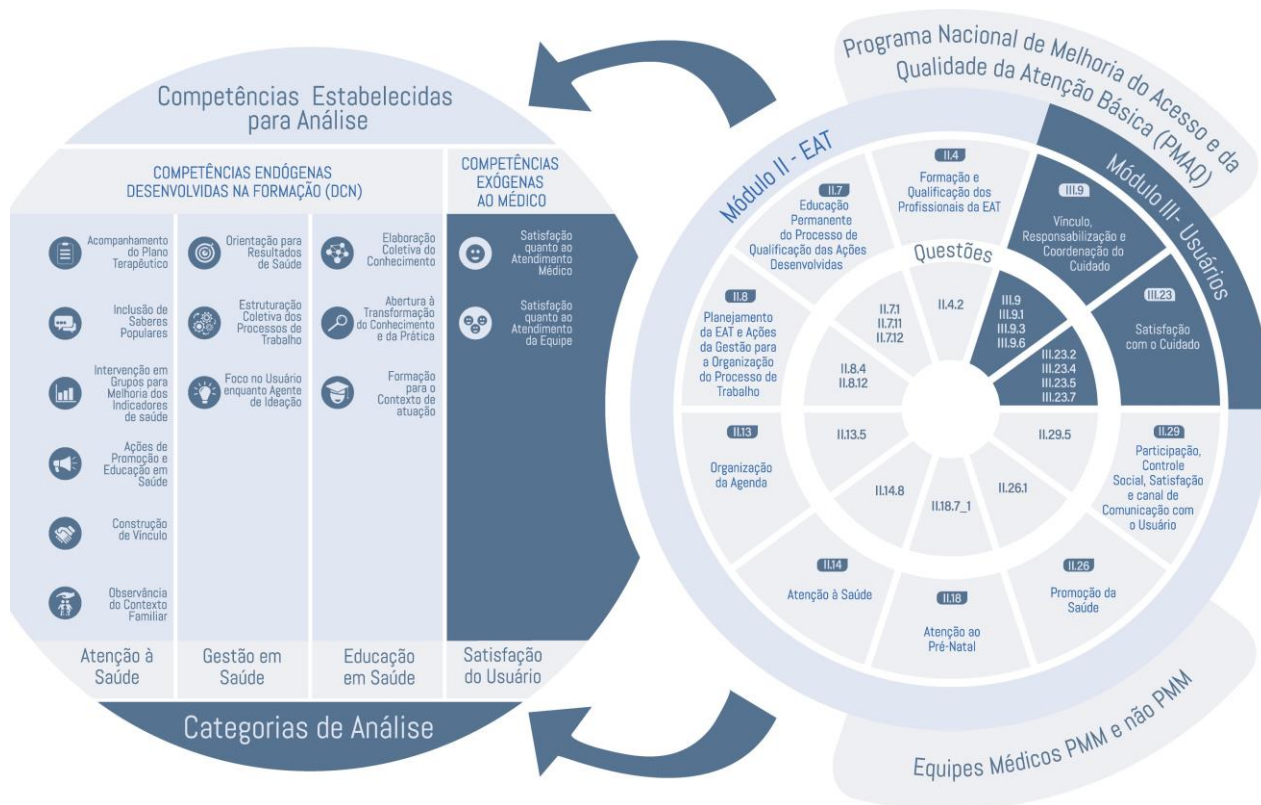 Competências Estabelecidas
para Análise
COMPETÊNCIAS ENDÓGENAS
DESENVOLVIDAS NA FORMAÇÃO (DCN)
COMPETÊNCIAS
EXÓGENAS
AO MÉDICO
Acompanhamento
do Plano
Terapêutico
Inclusão de
Saberes
Populares
Intervenção em
Grupos para
Melhoria dos
Indicadores
de saúde
Ações de
Promoção e
Educação em
Saúde
Construção
de Vínculo
Observância
do Contexto
Familiar
Orientação para
Resultados
de Saúde
Estruturação
Coletiva dos
Processos de
Trabalho
Foco no Usuário
enquanto Agente
de Ideação
Elaboração
Coletiva do
Conhecimento
Abertura à
Transformação
do Conhecimento
e da Prática
Formação
para o
Contexto de
atuação
Satisfação
quanto ao
Atendimento
Médico
Satisfação
quanto ao
Atendimento
da Equipe
Atenção à
Saúde
Gestão em
Saúde
Educação
em Saúde
Satisfação
do Usuário
Categorias de Análise
Programa Nacional de Melhoria do Acesso e da
Qualidade da Atenção Básica (PMAQ)
Módulo II - EAT
Módulo III- Usuários
II.4
Formação e
Qualificação dos
Profissionais da EAT
III.9
Vínculo,
Responsabilização e
Coordenação do
Cuidado
III.23
Satisfação
com o Cuidado
II.29
Participação,
Controle
Social, Satisfação
e canal de
Comunicação com
o Usuário
II.26
Promoção da
Saúde
II.18
Atenção ao
Pré-Natal
II.14
Atenção à Saúde
II.13
Organização
da Agenda
II.8
Planejamento
da EAT e Ações
da Gestão para
a Organização
do Processo de
Trabalho
II.7
Educação
Permanente
do Processo de
Qualificação das Ações
Desenvolvidas
Questões
II.4.2
III.9
III.9.1
III.9.3
III.9.6
III.23.2
III.23.4
III.23.5
III.23.7
II.29.5
II.26.1
II.18.7_1
II.14.8
II.13.5
II.8.4
II.8.12
II.7.1
II.7.11
II.7.12
Equipes Médicos PMM e não PMM